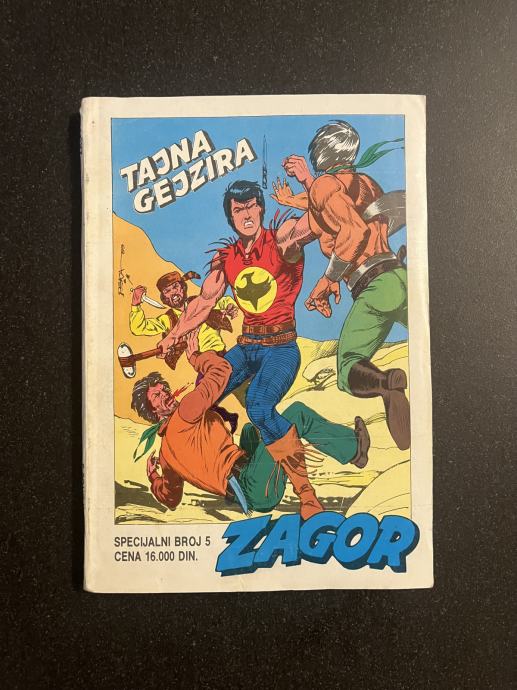 TAJNA
GEJZIRA
SPECIJALNI BROJ 5
CENA 16.000 DIN.
ZAGOR